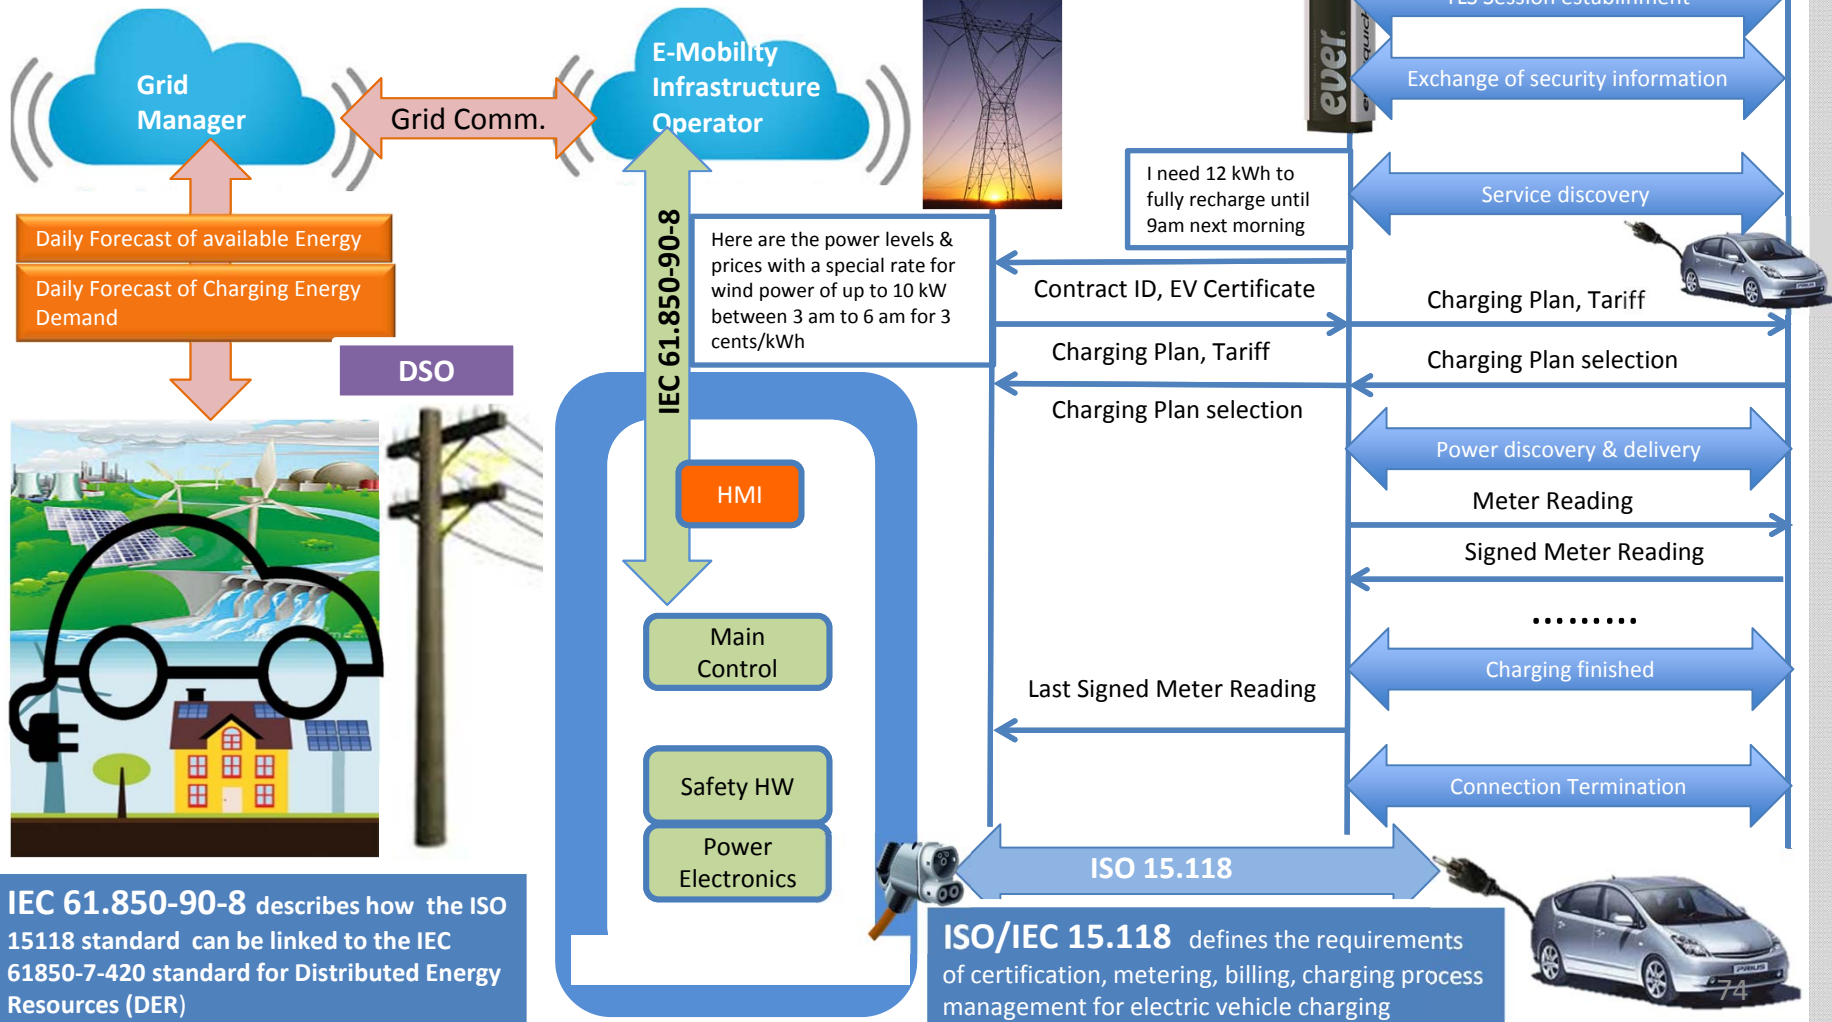 TLS Session establihment
E-Mobility
Infrastructure
Operator
Grid
Manager
Grid Comm.
ever
Exchange of security information
I need 12 kWh to
fully recharge until
9am next morning
Service discovery
Daily Forecast of available Energy
Daily Forecast of Charging Energy
Demand
DSO
IEC 61.850-90-8
Here are the power levels &
prices with a special rate for
wind power of up to 10 kW
between 3 am to 6 am for 3
cents/kWh
Contract ID, EV Certificate
Charging Plan, Tariff
Charging Plan, Tariff
Charging Plan selection
Charging Plan selection
Power discovery & delivery
HMI
Meter Reading
Signed Meter Reading
.........
Main
Control
Charging finished
Last Signed Meter Reading
Safety HW
Connection Termination
Power
Electronics
ISO 15.118
IEC 61.850-90-8 describes how the ISO
15118 standard can be linked to the IEC
61850-7-420 standard for Distributed Energy
Resources (DER)
ISO/IEC 15.118 defines the requirements
of certification, metering, billing, charging process
management for electric vehicle charging
PRIUS
74